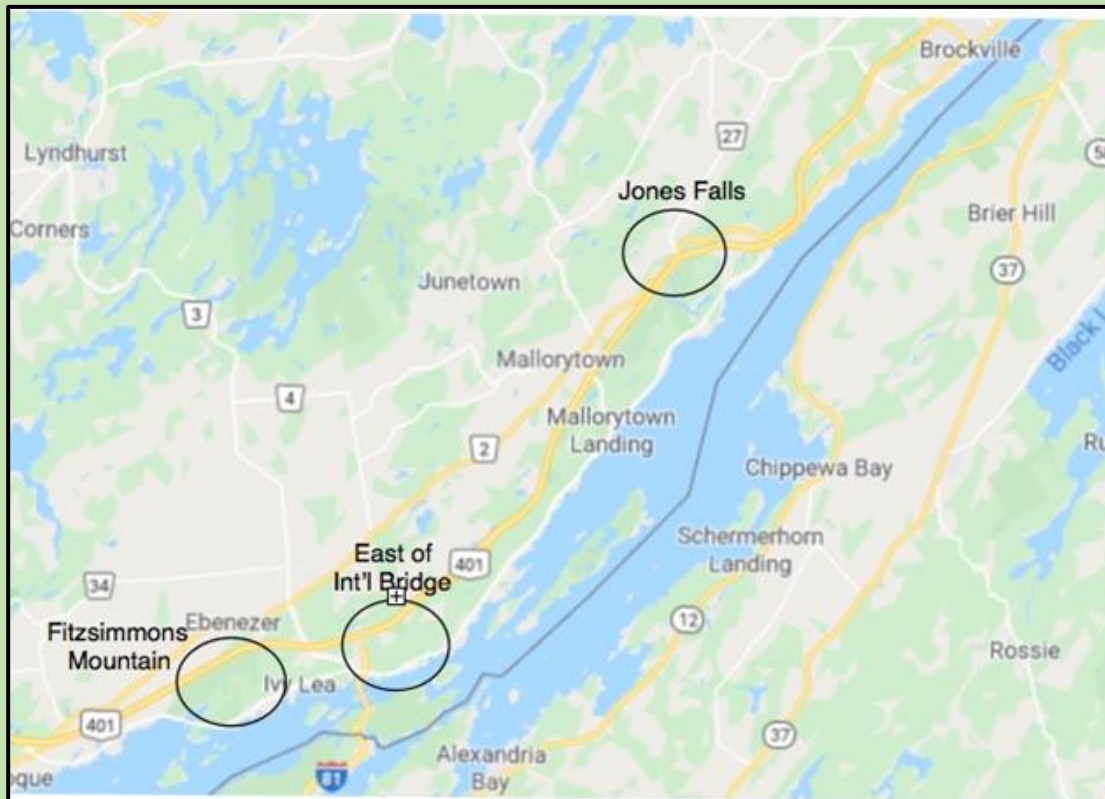 Brockville
27
Lyndhurst
Jones Falls
Corners
Brier Hill
37
Junetown
3
Mallorytown
4
Mallorytown
Landing
2
Chippewa Bay
East of
Int'l Bridge
401
Schermerhorn
Landing
34
Ebenezer
12
Fitzsimmons
Mountain
Rossie
Ivy Lea
401
37
Alexandria
Bay
81